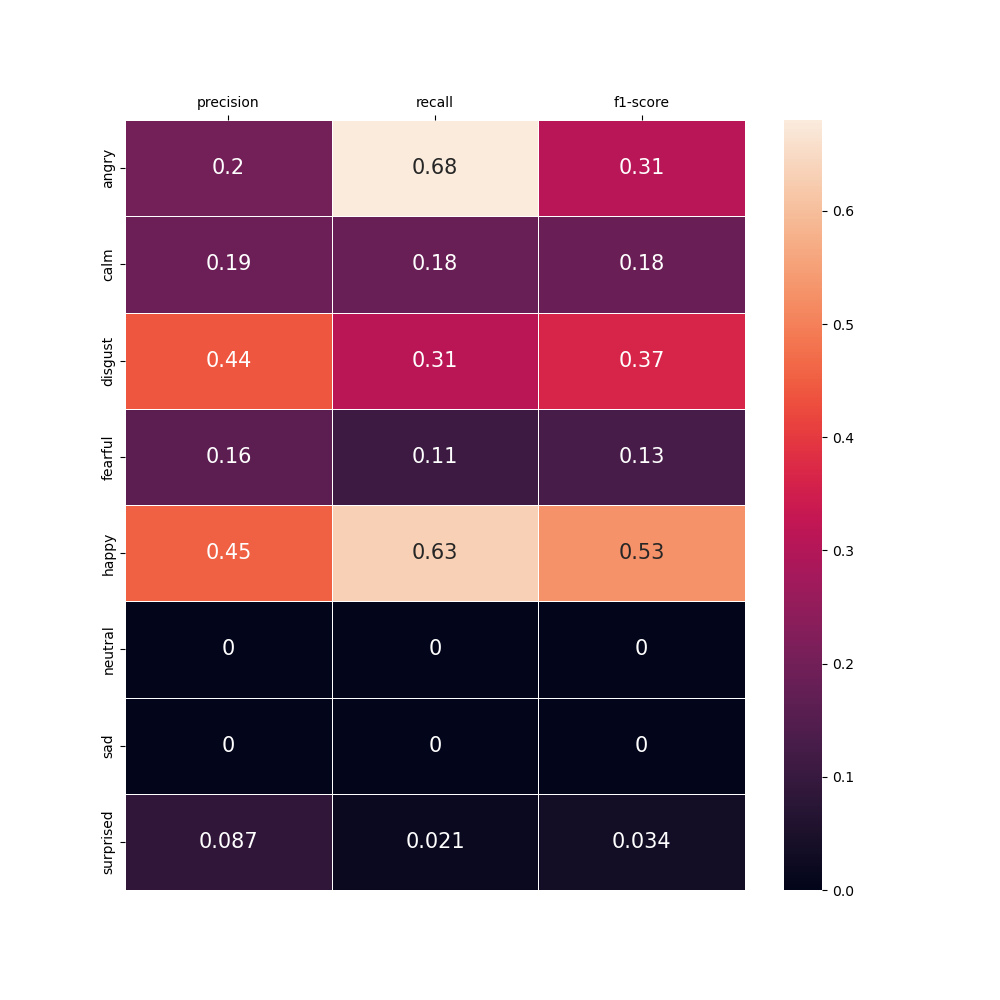 precision recall f1-score
angry 0.2 0.68 0.31
calm 0.19 0.18 0.18
disgust 0.44 0.31 0.37
fearful 0.16 0.11 0.13
happy 0.45 0.63 0.53
neutral 0 0 0
sad 0 0 0
surprised 0.087 0.021 0.034
0.6
0.5
0.4
0.3
0.2
0.1
0.0